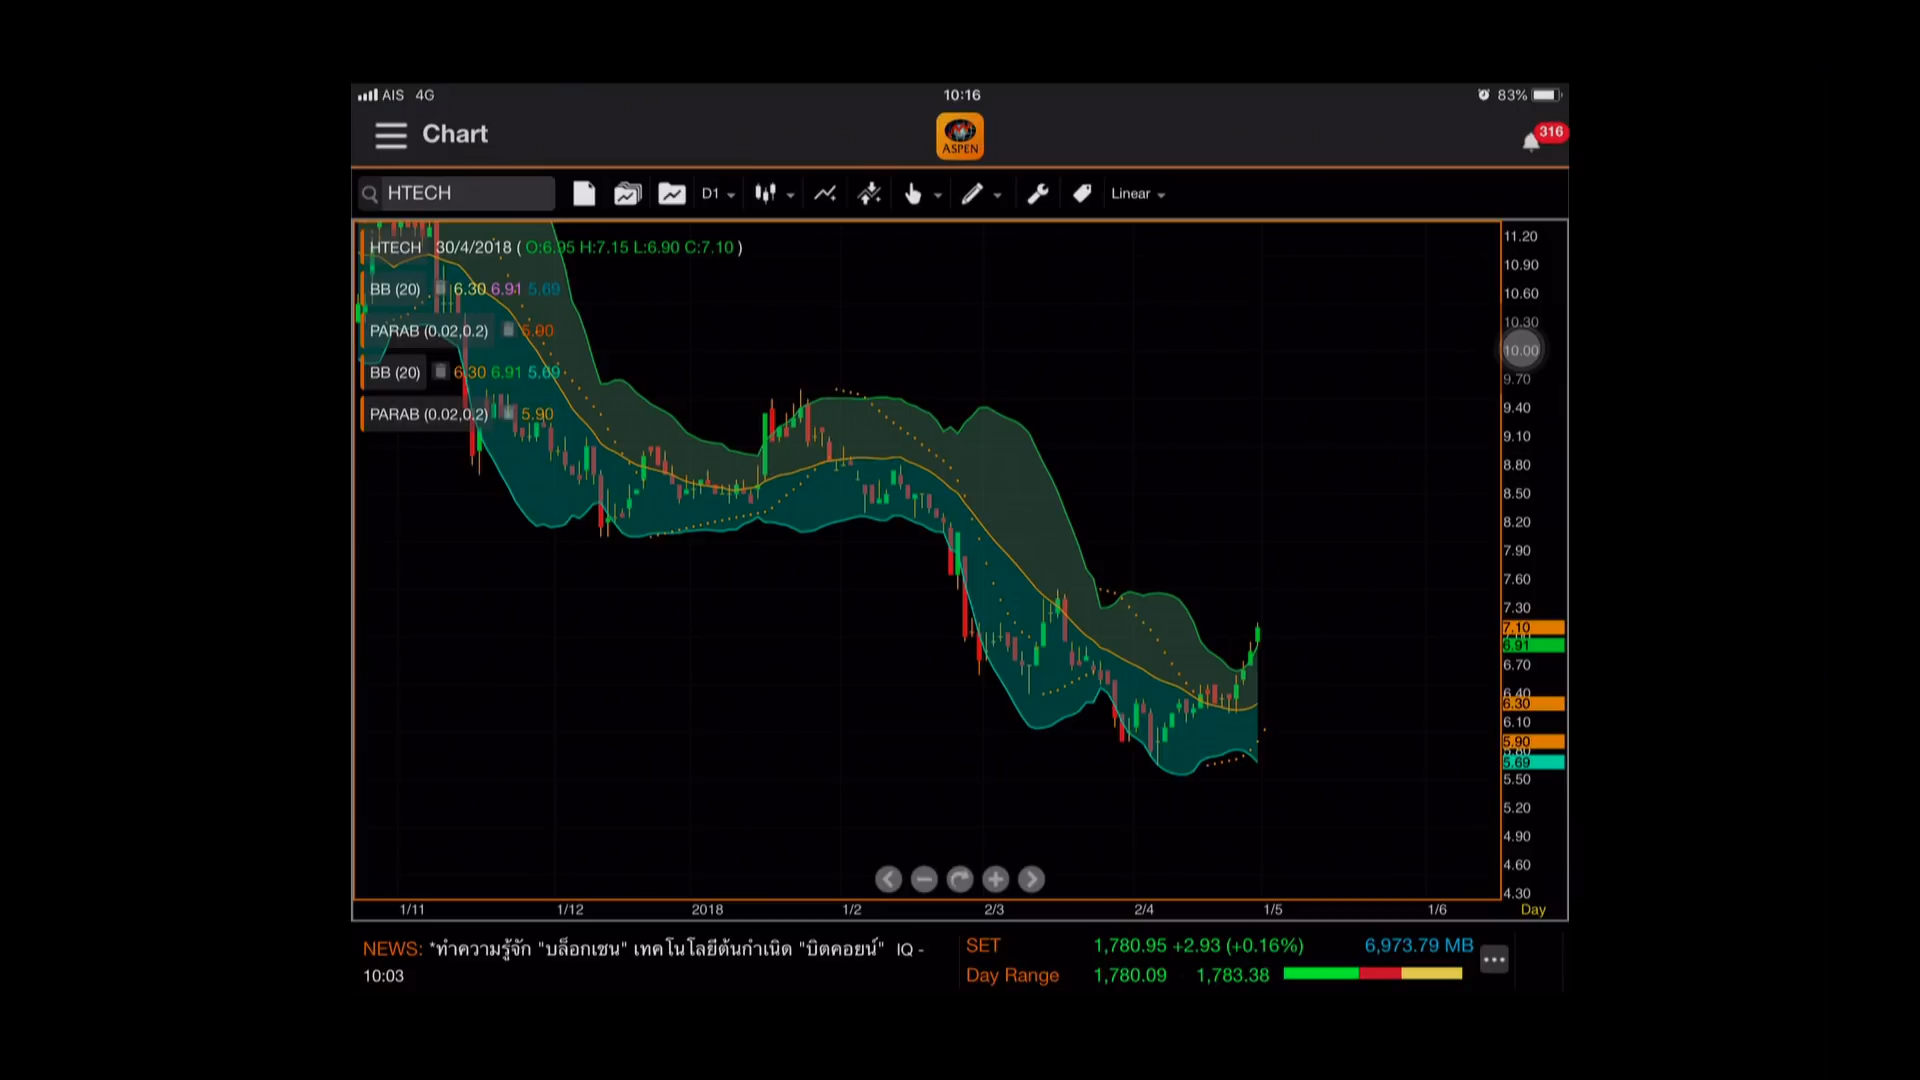 AIS 4G
10:16
83%
Chart
ASPEN
316
HTECH
D1
Linear
HTECH 30/4/2018 ( O:6.95 H:7.15 L:6.90 C:7.10 )
BB (20) 6.30 6.91 5.69
PARAB (0.02,0.2) 5.90
BB (20) 6.30 6.91 5.69
PARAB (0.02,0.2) 5.90
11.20
10.90
10.60
10.30
10.00
9.70
9.40
9.10
8.80
8.50
8.20
7.90
7.60
7.30
7.10
6.91
6.70
6.40
6.30
6.10
5.90
5.69
5.50
5.20
4.90
4.60
4.30
1/11 1/12 2018 1/2 2/3 2/4 1/5 1/6 Day
NEWS: *ทำความรู้จัก "บล็อกเชน" เทคโนโลยีต้นกำเนิด "บิตคอยน์" IQ -
10:03
SET 1,780.95 +2.93 (+0.16%) 6,973.79 MB
Day Range 1,780.09 1,783.38